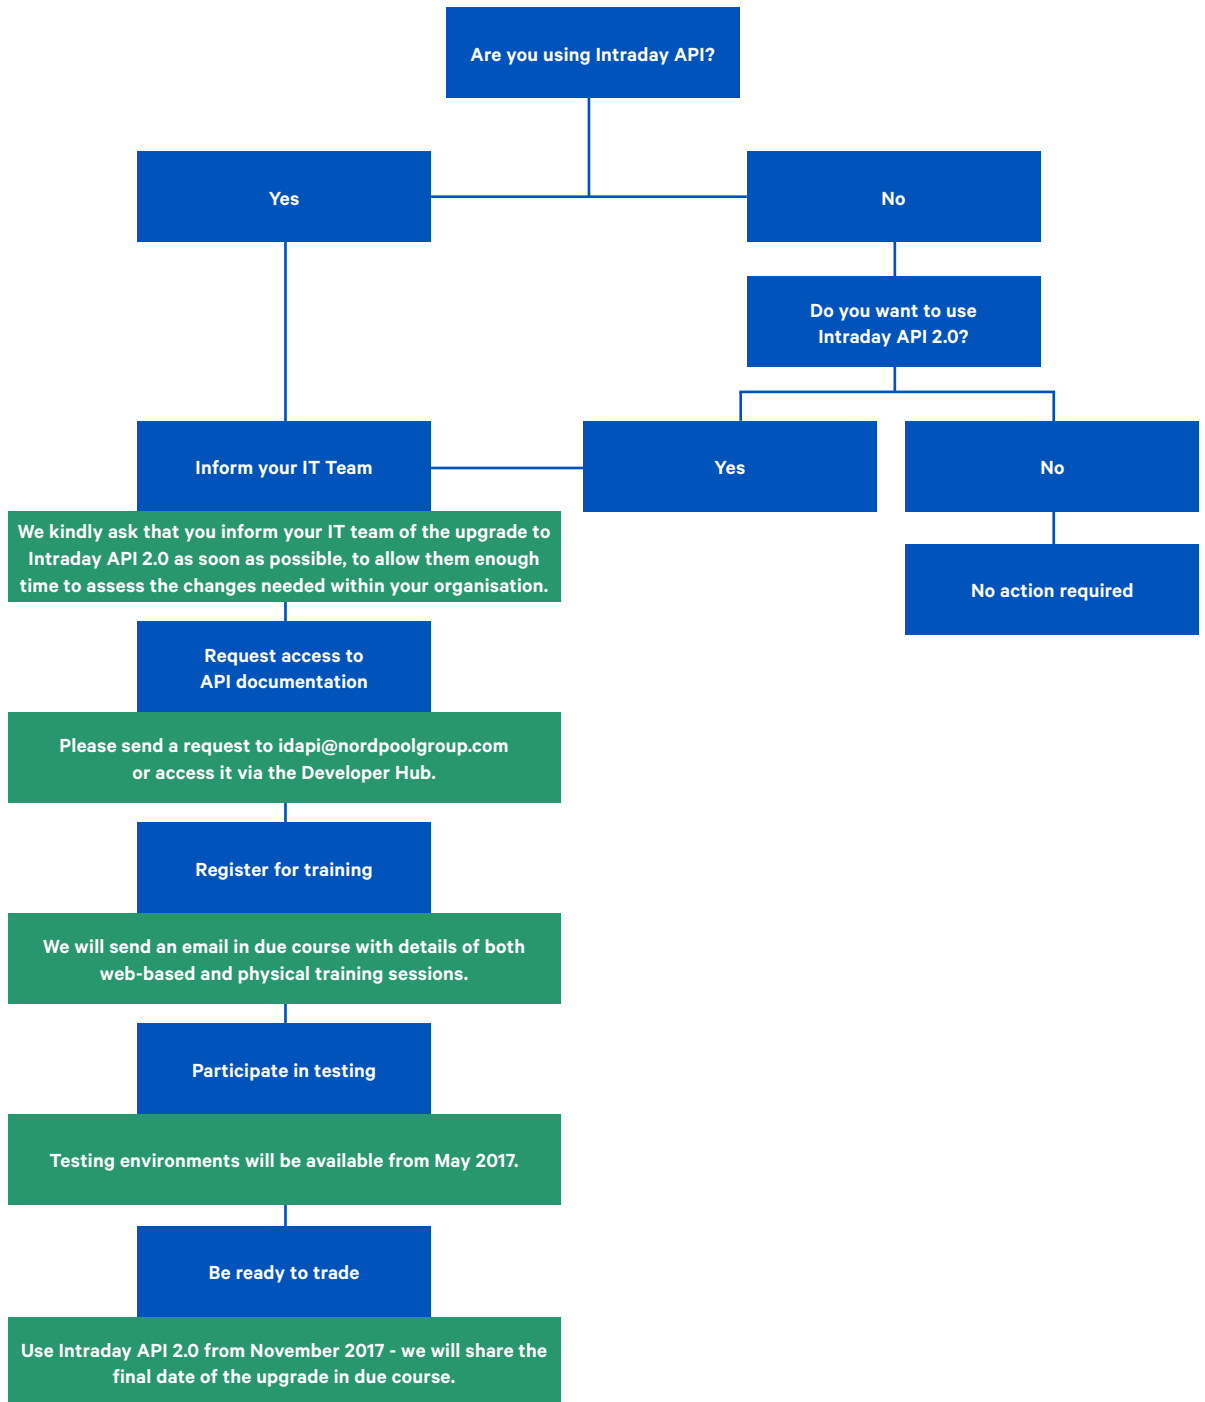 Are you using Intraday API?
Yes
No
Do you want to use
Intraday API 2.0?
Inform your IT Team
Yes
No
We kindly ask that you inform your IT team of the upgrade to
Intraday API 2.0 as soon as possible, to allow them enough
time to assess the changes needed within your organisation.
No action required
Request access to
API documentation
Please send a request to idapi@nordpoolgroup.com
or access it via the Developer Hub.
Register for training
We will send an email in due course with details of both
web-based and physical training sessions.
Participate in testing
Testing environments will be available from May 2017.
Be ready to trade
Use Intraday API 2.0 from November 2017 - we will share the
final date of the upgrade in due course.